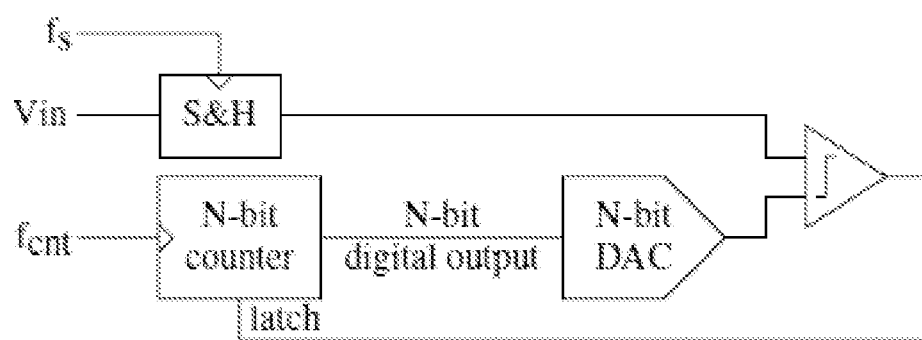 fs
Vin
S&H
fcnt
N-bit
counter
N-bit
digital output
N-bit
DAC
latch